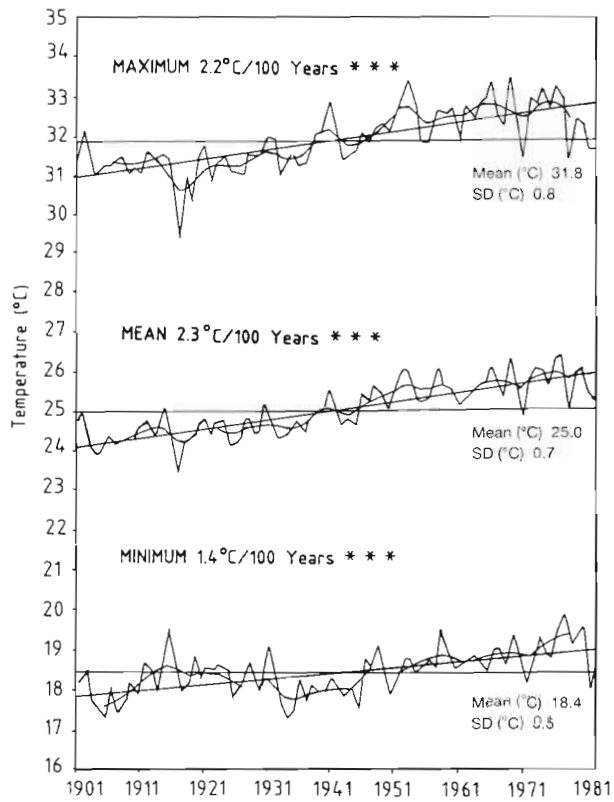 35
34
MAXIMUM 2.2°C/100 Years * * *
33
32
31
Mean (°C) 31.8
SD (°C) 0.8
30
29
28
27
MEAN 2.3°C/100 Years * * *
26
25
24
Mean (°C) 25.0
SD (°C) 0.7
23
22
21
MINIMUM 1.4°C/100 Years * * *
20
19
18
Mean (°C) 18.4
SD (°C)
17
16
Temperature (°C)
1901 1911 1921 1931 1941 1951 1961 1971 1981